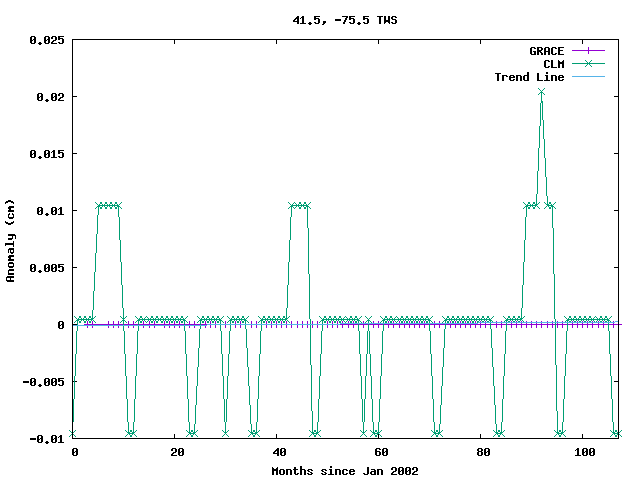 41.5, -75.5 TWS
0.025
0.02
0.015
0.01
0.005
0
-0.005
-0.01
Anomaly (cm)
GRACE
CLM
Trend Line
0 20 40 60 80 100
Months since Jan 2002